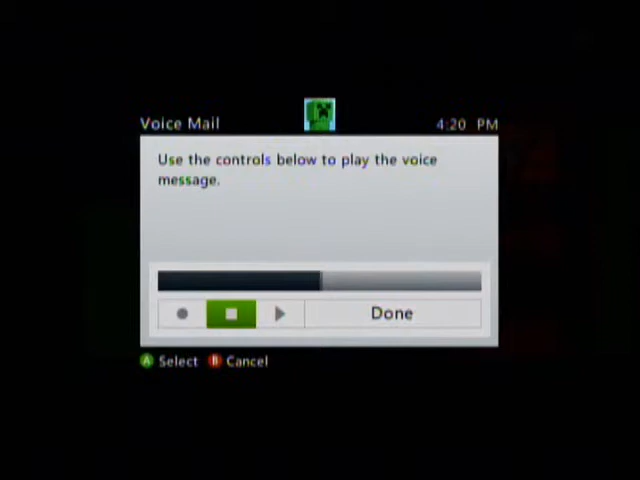 Voice Mail
4:20 PM
Use the controls below to play the voice
message.
Done
A Select B Cancel